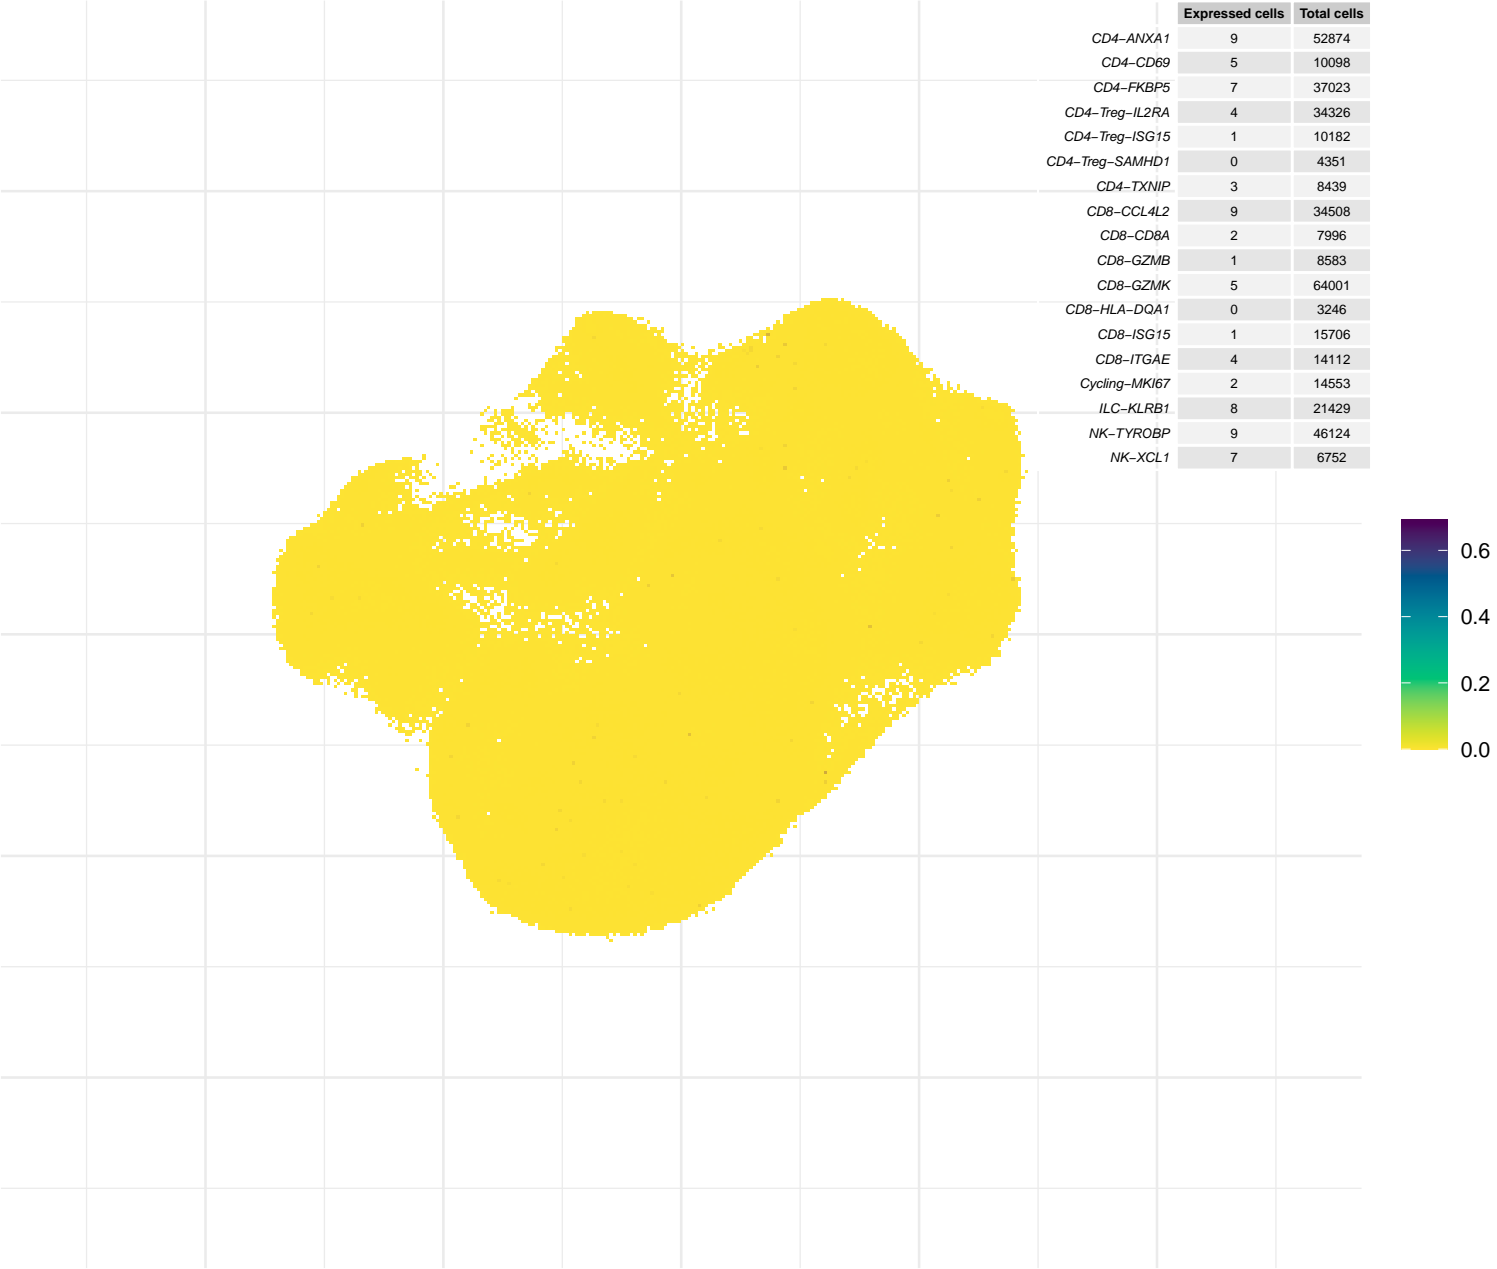 Expressed cells Total cells
CD4−ANXA1 9 52874
CD4−CD69 5 10098
CD4−FKBP5 7 37023
CD4−Treg−IL2RA 4 34326
CD4−Treg−ISG15 1 10182
CD4−Treg−SAMHD1 0 4351
CD4−TXNIP 3 8439
CD8−CCL4L2 9 34508
CD8−CD8A 2 7996
CD8−GZMB 1 8583
CD8−GZMK 5 64001
CD8−HLA−DQA1 0 3246
CD8−ISG15 1 15706
CD8−ITGAE 4 14112
Cycling−MKI67 2 14553
ILC−KLRB1 8 21429
NK−TYROBP 9 46124
NK−XCL1 7 6752
0.6
0.4
0.2
0.0